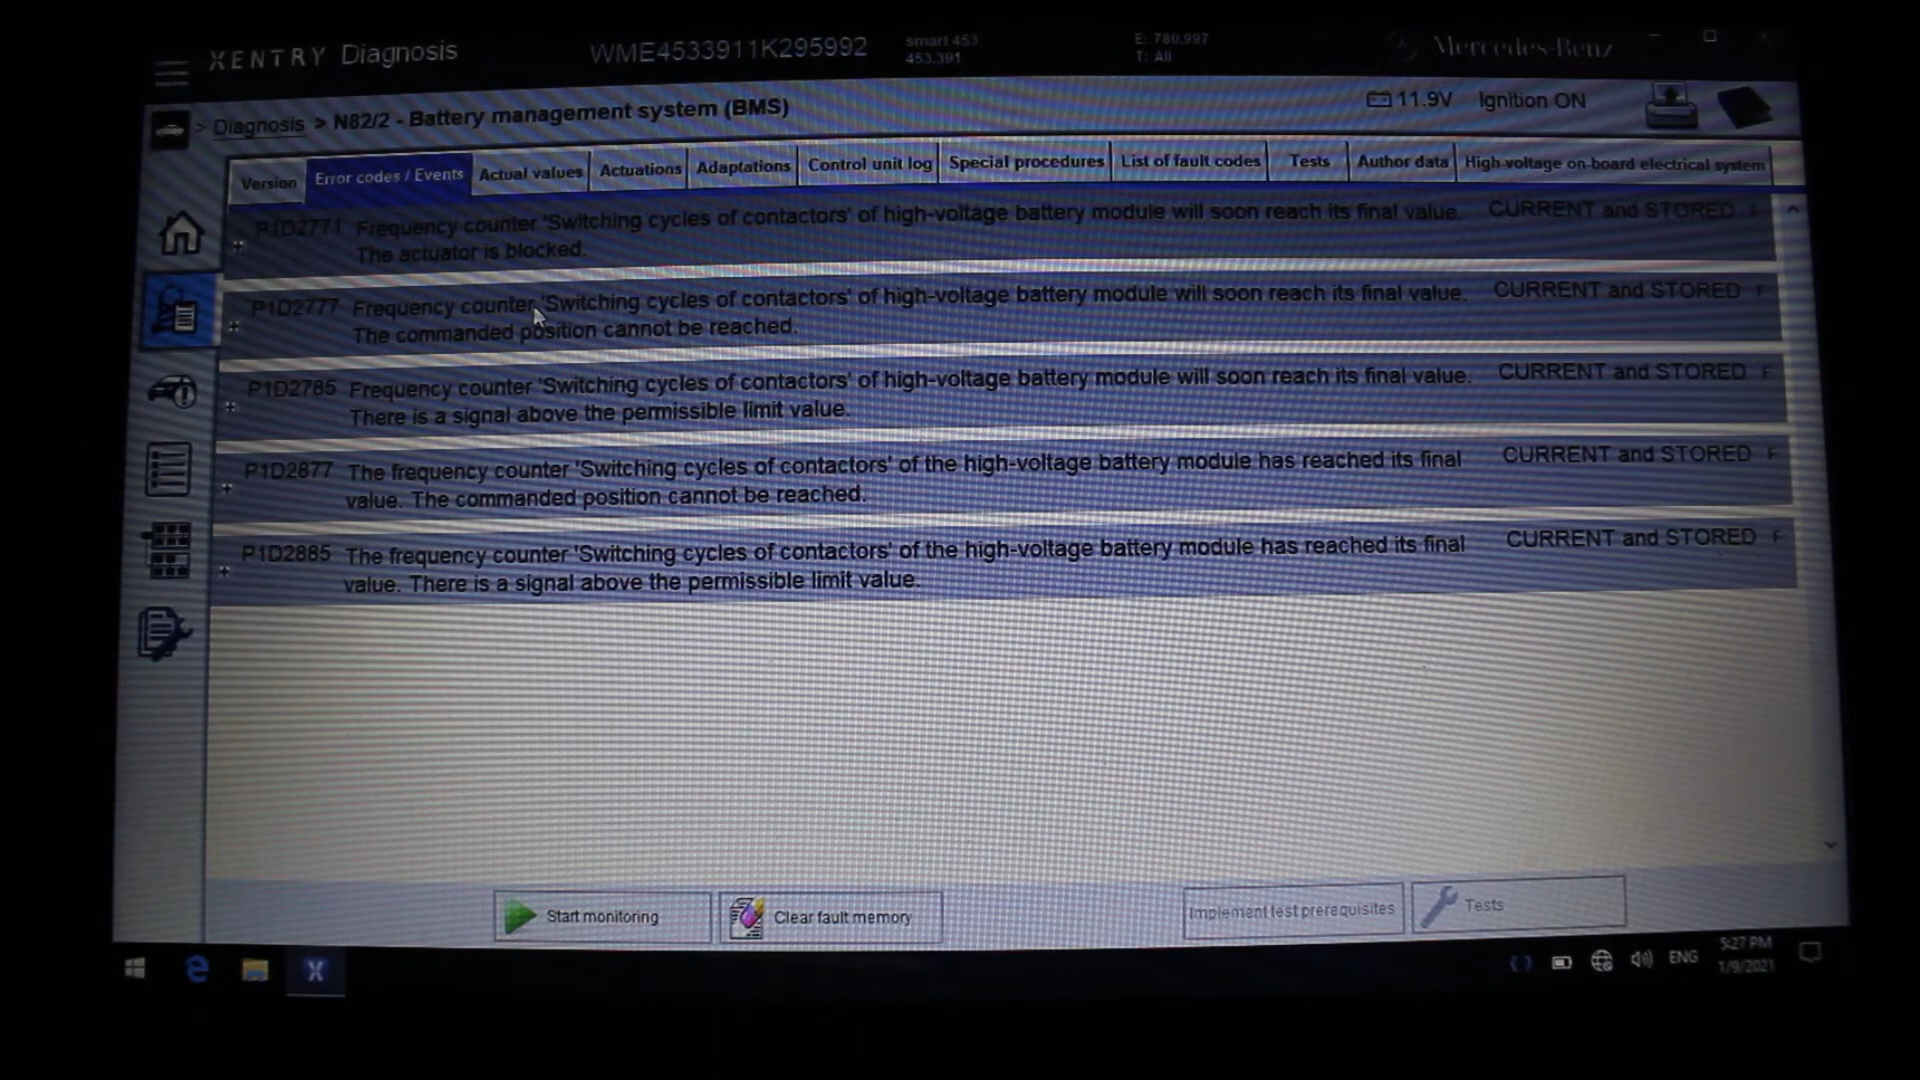 XENTRY Diagnosis
WME4533911K295992
smart 453
453.391
E: 780.997
T: All
Mercedes-Benz
> Diagnosis > N82/2 - Battery management system (BMS)
11.9V Ignition ON
Version Error codes / Events Actual values Actuations Adaptations Control unit log Special procedures List of fault codes Tests Author data High-voltage on-board electrical system
P1D2771 Frequency counter 'Switching cycles of contactors' of high-voltage battery module will soon reach its final value. CURRENT and STORED F
The actuator is blocked.
P1D2777 Frequency counter 'Switching cycles of contactors' of high-voltage battery module will soon reach its final value. CURRENT and STORED F
The commanded position cannot be reached.
P1D2785 Frequency counter 'Switching cycles of contactors' of high-voltage battery module will soon reach its final value. CURRENT and STORED F
There is a signal above the permissible limit value.
P1D2877 The frequency counter 'Switching cycles of contactors' of the high-voltage battery module has reached its final CURRENT and STORED F
value. The commanded position cannot be reached.
P1D2885 The frequency counter 'Switching cycles of contactors' of the high-voltage battery module has reached its final CURRENT and STORED F
value. There is a signal above the permissible limit value.
Start monitoring
Clear fault memory
Implement test prerequisites
Tests
ENG
5:27 PM
1/9/2021